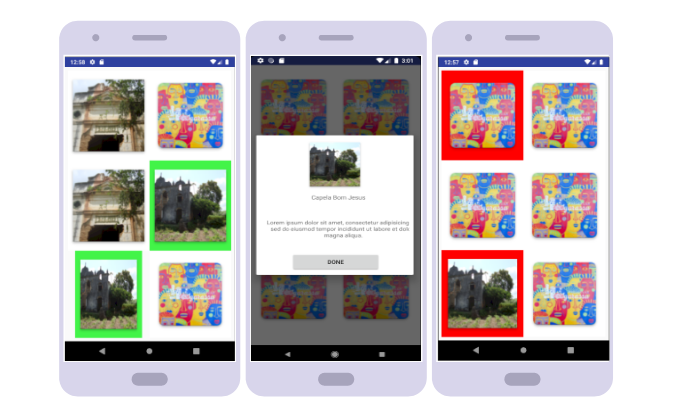 12:58
3:01
Capela Bom Jesus
Lorem ipsum dolor sit amet, consectetur adipisicing
sed do eiusmod tempor incididunt ut labore et dolo
magna aliqua
DONE
12:57